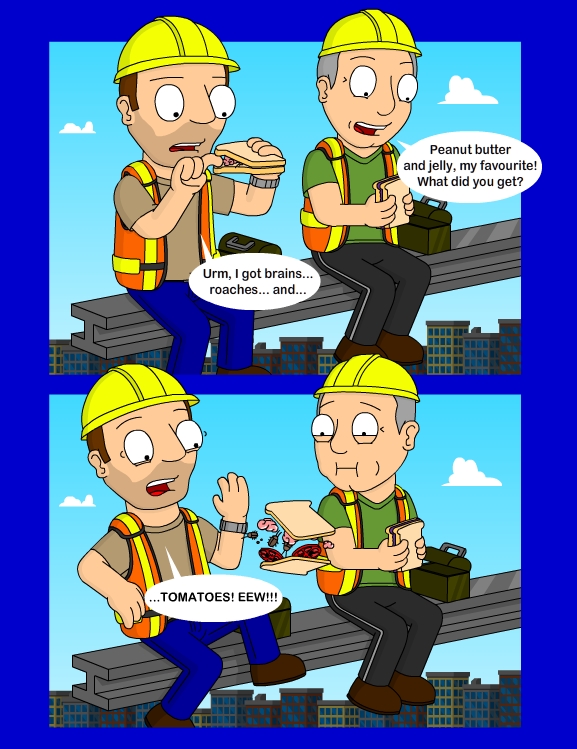 Peanut butter
and jelly, my favourite!
What did you get?
Urm, I got brains...
roaches... and...
...TOMATOES! EEW!!!